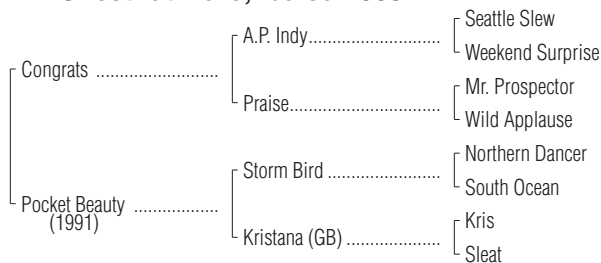 Seattle Slew
A.P. Indy
Weekend Surprise
Congrats
Mr. Prospector
Praise
Wild Applause
Northern Dancer
Storm Bird
South Ocean
Pocket Beauty
(1991)
Kris
Kristana (GB)
Sleat